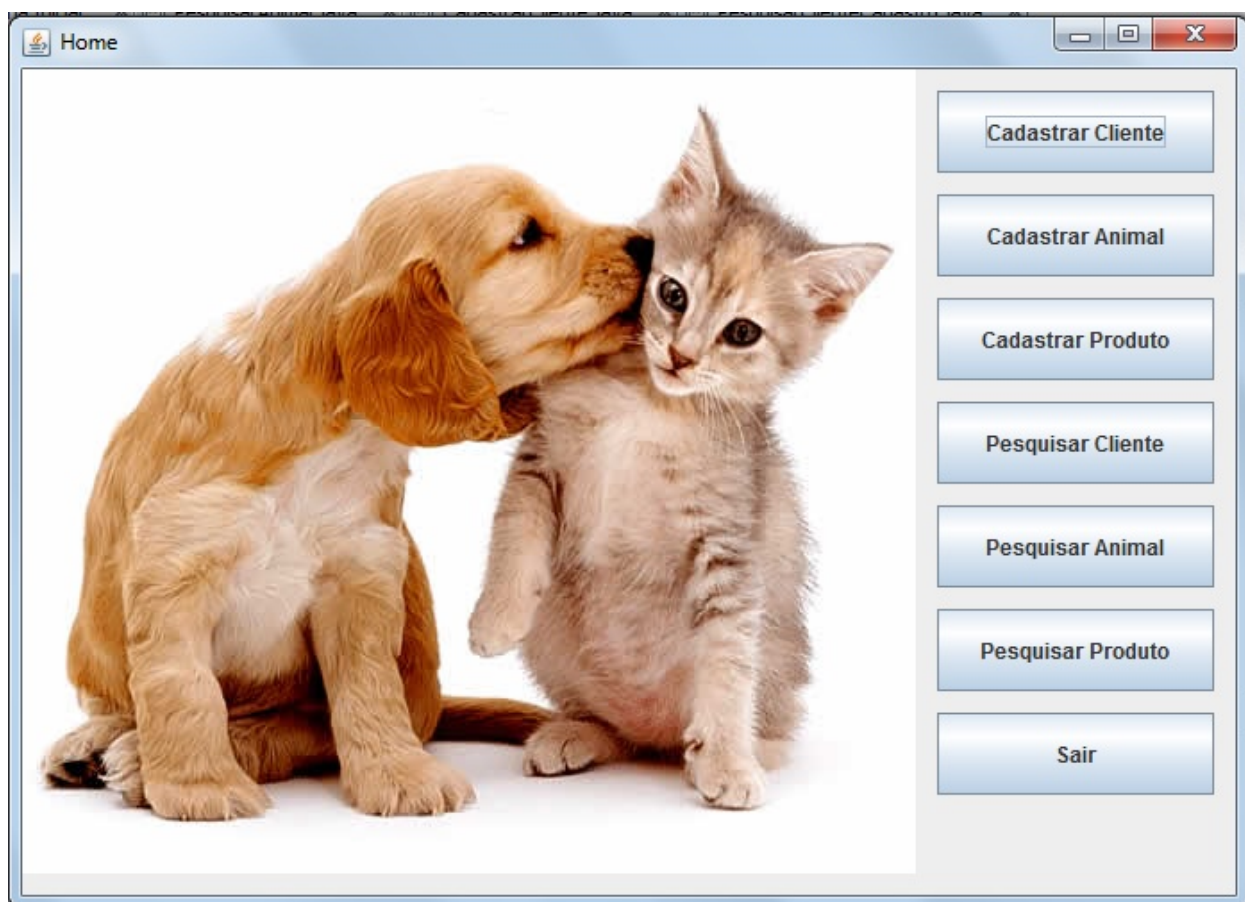 Home
Cadastrar Cliente
Cadastrar Animal
Cadastrar Produto
Pesquisar Cliente
Pesquisar Animal
Pesquisar Produto
Sair